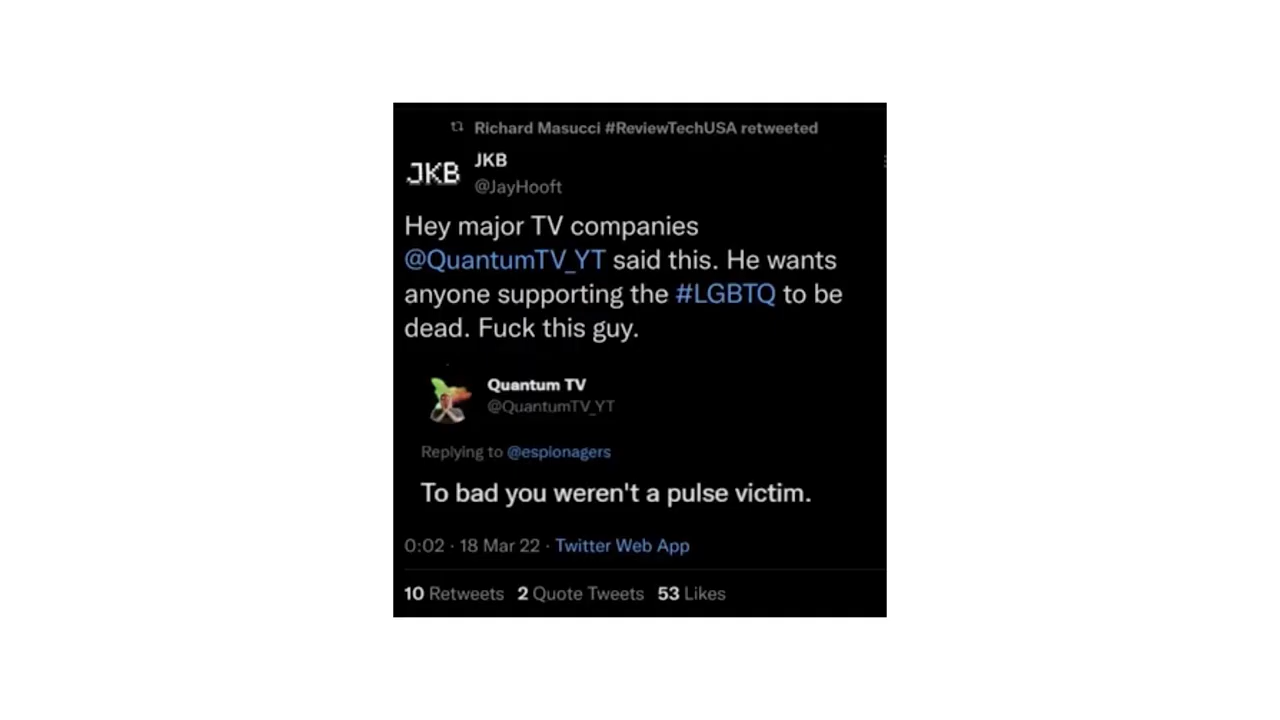 Richard Masucci #ReviewTechUSA retweeted
JKB
JKB
@JayHooft
Hey major TV companies
@QuantumTV_YT said this. He wants
anyone supporting the #LGBTQ to be
dead. Fuck this guy.
Quantum TV
@QuantumTV_YT
Replying to @espionagers
To bad you weren't a pulse victim.
0:02 · 18 Mar 22 · Twitter Web App
10 Retweets 2 Quote Tweets 53 Likes